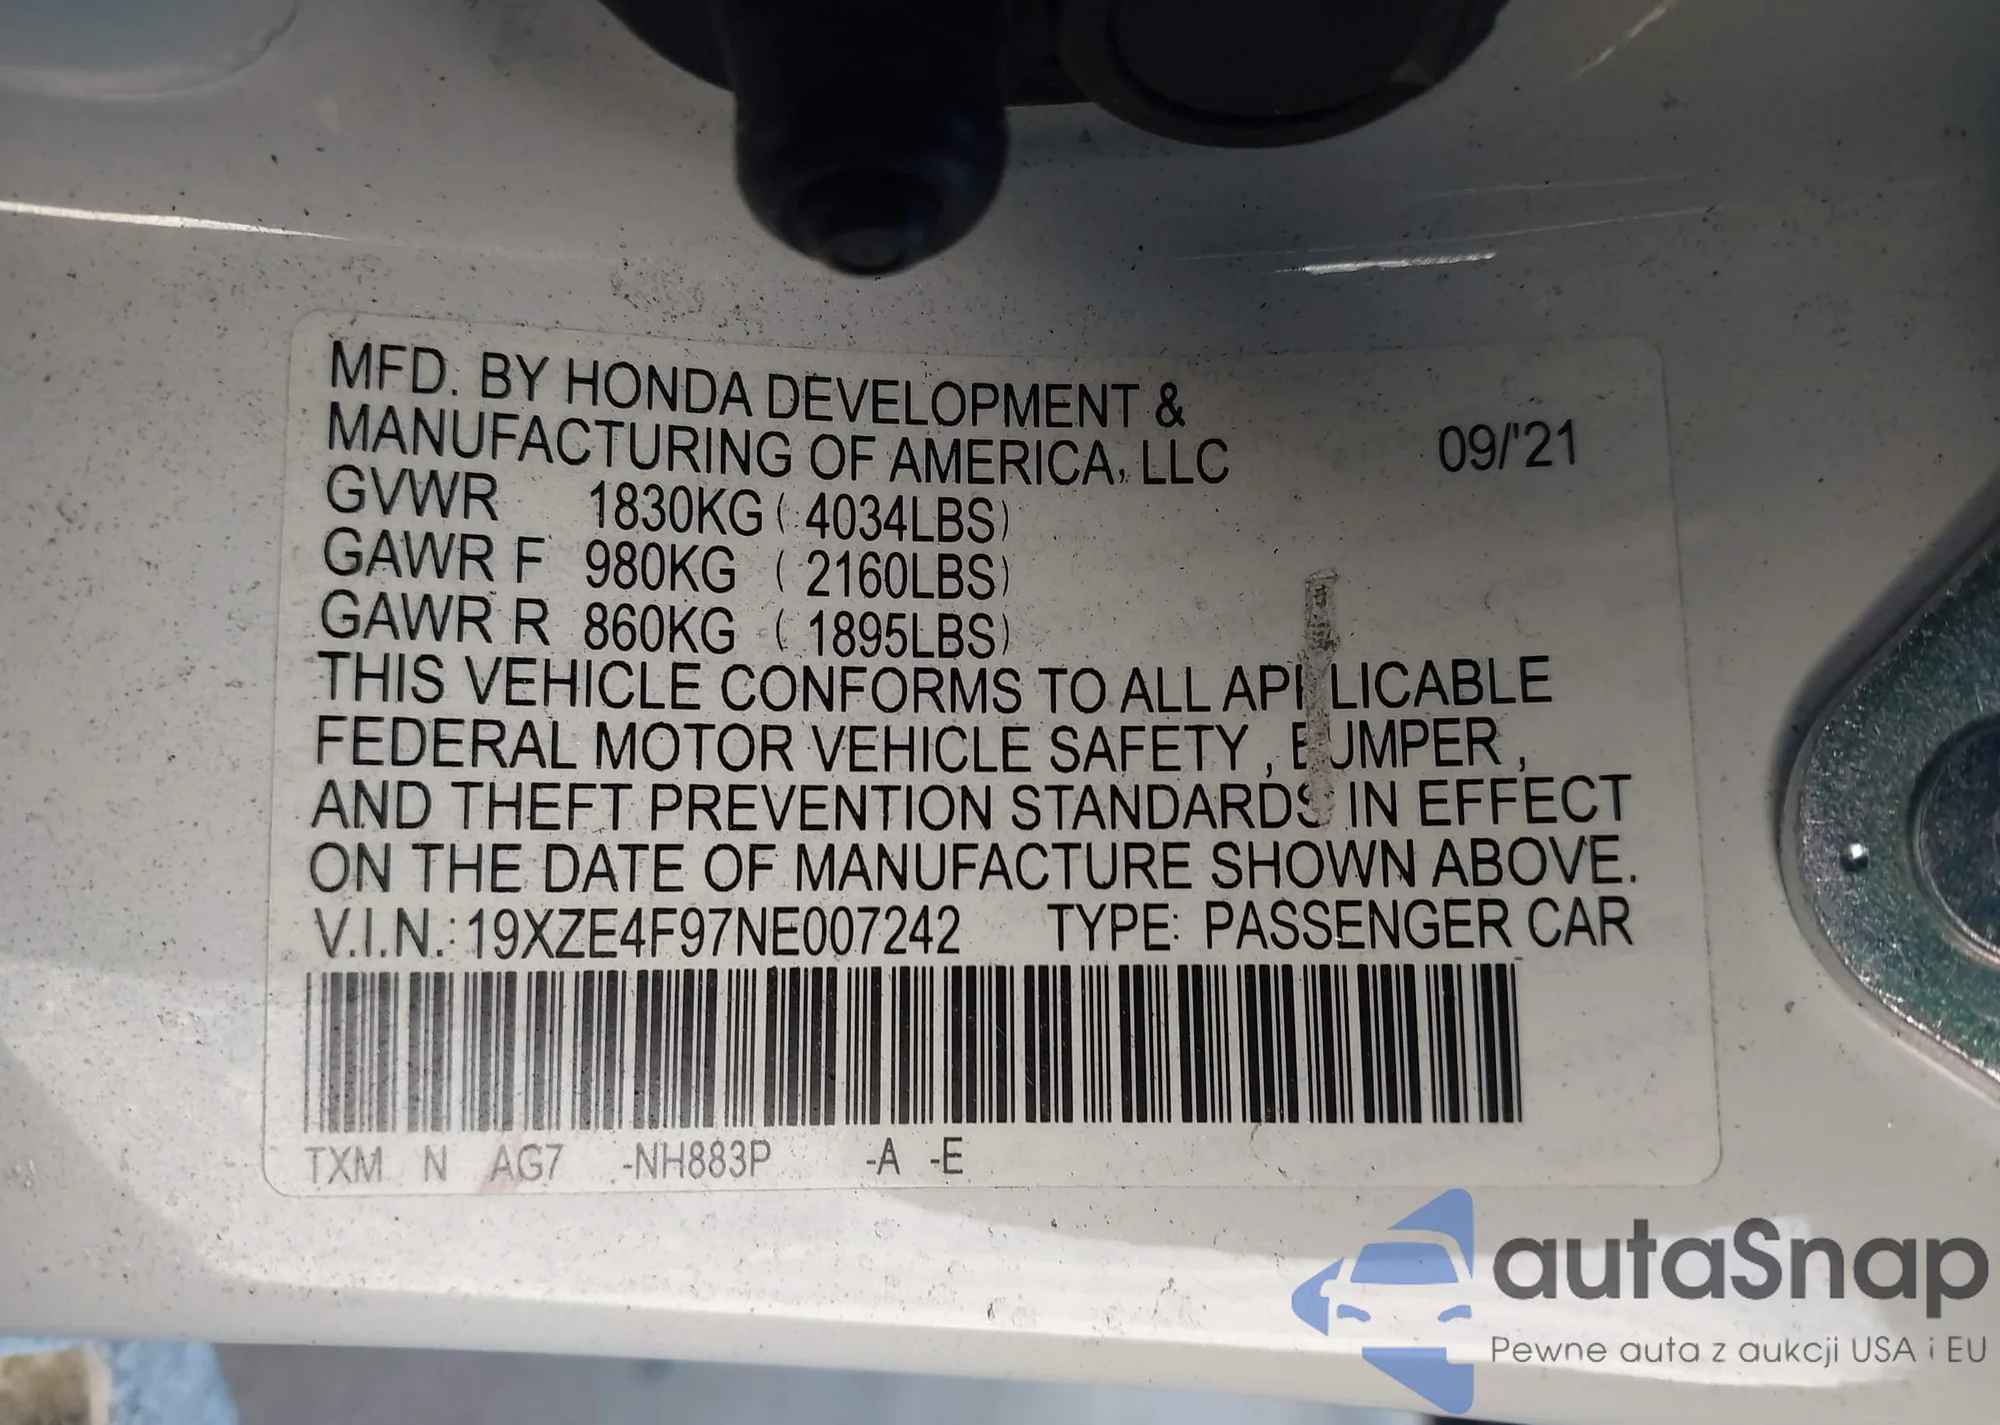 MFD. BY HONDA DEVELOPMENT &
MANUFACTURING OF AMERICA, LLC 09/'21
GVWR 1830KG ( 4034LBS)
GAWR F 980KG ( 2160LBS)
GAWR R 860KG ( 1895LBS)
THIS VEHICLE CONFORMS TO ALL APPLICABLE
FEDERAL MOTOR VEHICLE SAFETY , BUMPER ,
AND THEFT PREVENTION STANDARDS IN EFFECT
ON THE DATE OF MANUFACTURE SHOWN ABOVE.
V.I.N.: 19XZE4F97NE007242 TYPE: PASSENGER CAR
TXM N AG7 -NH883P -A -E
autaSnap
Pewne auta z aukcji USA i EU